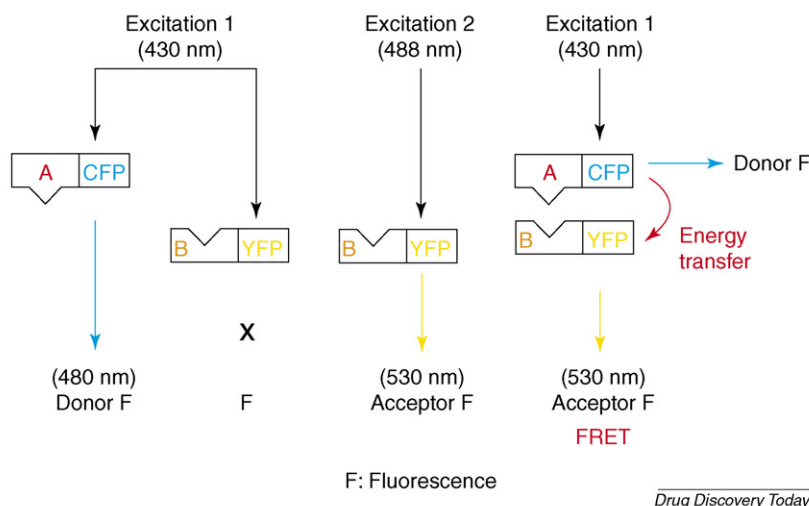 Excitation 1
(430 nm)
Excitation 2
(488 nm)
Excitation 1
(430 nm)
A
CFP
B
YFP
B
YFP
A
CFP
Donor F
B
YFP
Energy
transfer
X
(480 nm)
Donor F
F
(530 nm)
Acceptor F
(530 nm)
Acceptor F
FRET
F: Fluorescence
Drug Discovery Today